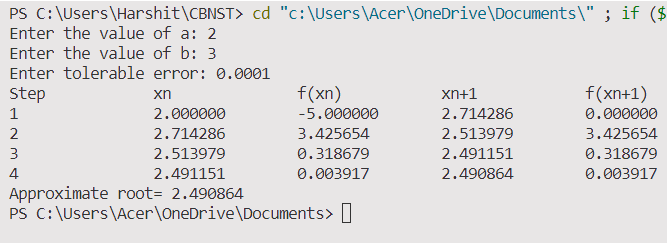 PS C:\Users\Harshit\CBNST> cd "c:\Users\Acer\OneDrive\Documents\" ; if ($
Enter the value of a: 2
Enter the value of b: 3
Enter tolerable error: 0.0001
Step xn f(xn) xn+1 f(xn+1)
1 2.000000 -5.000000 2.714286 0.000000
2 2.714286 3.425654 2.513979 3.425654
3 2.513979 0.318679 2.491151 0.318679
4 2.491151 0.003917 2.490864 0.003917
Approximate root= 2.490864
PS C:\Users\Acer\OneDrive\Documents>